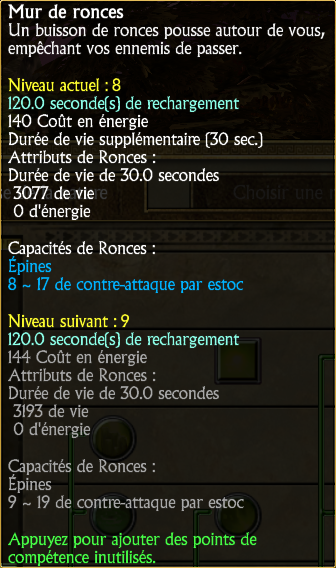 Mur de ronces
Un buisson de ronces pousse autour de vous,
empêchant vos ennemis de passer.
Niveau actuel : 8
120.0 seconde(s) de rechargement
140 Coût en énergie
Durée de vie supplémentaire (30 sec.)
Attributs de Ronces :
Durée de vie de 30.0 secondes
3077 de vie
0 d'énergie
Choisir une
Capacités de Ronces :
Épines
8 ~ 17 de contre-attaque par estoc
Niveau suivant : 9
120.0 seconde(s) de rechargement
144 Coût en énergie
Attributs de Ronces :
Durée de vie de 30.0 secondes
3193 de vie
0 d'énergie
Capacités de Ronces :
Épines
9 ~ 19 de contre-attaque par estoc
Appuyez pour ajouter des points de
compétence inutilisés.